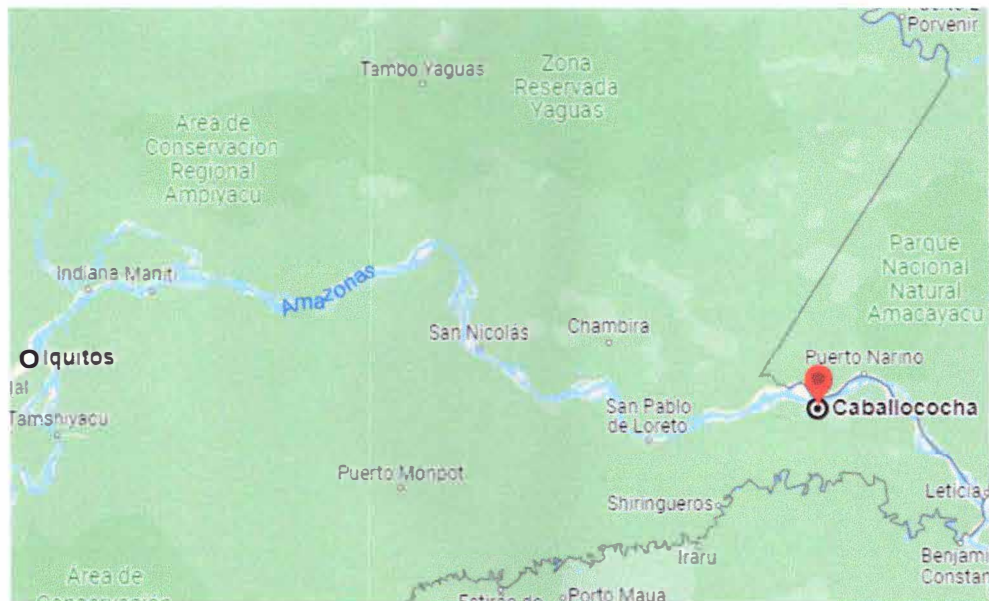 Porvenir
Tambo Yaguas
Zona
Reservada
Yaguas
Area de
Conservacion
Regional
Ampiyacu
Parque
Nacional
Natural
Amacayacu
Indiana
Maniti
Amazonas
San Nicolás
Chambira
Iquitos
Puerto Narino
Caballococha
Tamshiyacu
San Pablo
de Loreto
Puerto Monpot
Shiringueros
Leticia
Iraru
Benjami
Constan
Area de
Porto Maua